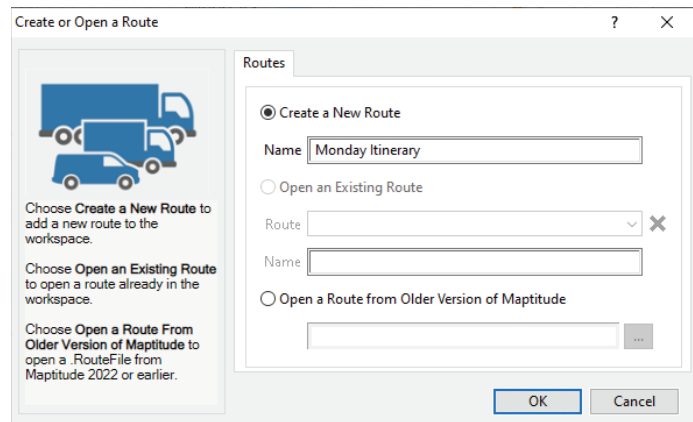 Create or Open a Route
?
Choose Create a New Route to
add a new route to the
workspace.
Choose Open an Existing Route
to open a route already in the
workspace.
Choose Open a Route From
Older Version of Maptitude to
open a .RouteFile from
Maptitude 2022 or earlier.
Routes
Create a New Route
Name Monday Itinerary
Open an Existing Route
Route
Name
Open a Route from Older Version of Maptitude
...
OK Cancel